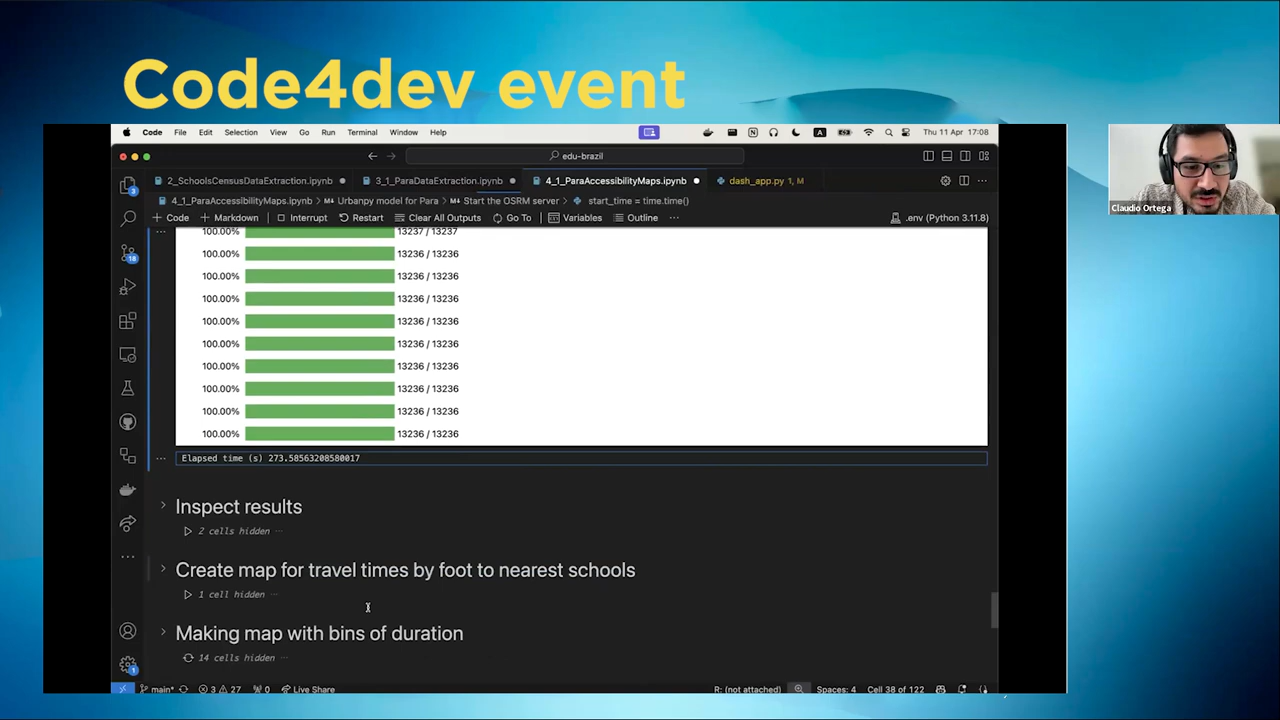 Code4dev event
Code File Edit Selection View Go Run Terminal Window Help
A
Thu 11 Apr 17:08
edu-brazil
2_SchoolsCensusDataExtraction.ipynb
3_1_ParaDataExtraction.ipynb
4_1_ParaAccessibilityMaps.ipynb
dash_app.py 1, M
4_1_ParaAccessibilityMaps.ipynb > Urbanpy model for Para > Start the OSRM server > start_time = time.time()
+ Code + Markdown Interrupt Restart Clear All Outputs Go To Variables Outline ... .env (Python 3.11.8)
100.00% 13237 / 13237
100.00% 13236 / 13236
100.00% 13236 / 13236
100.00% 13236 / 13236
100.00% 13236 / 13236
100.00% 13236 / 13236
100.00% 13236 / 13236
100.00% 13236 / 13236
100.00% 13236 / 13236
100.00% 13236 / 13236
Elapsed time (s) 273.58563208580017
Inspect results
2 cells hidden ...
Create map for travel times by foot to nearest schools
1 cell hidden ...
Making map with bins of duration
14 cells hidden ...
3
18
1
main* 3 27 0 Live Share R: (not attached) Spaces: 4 Cell 38 of 122
Claudio Ortega